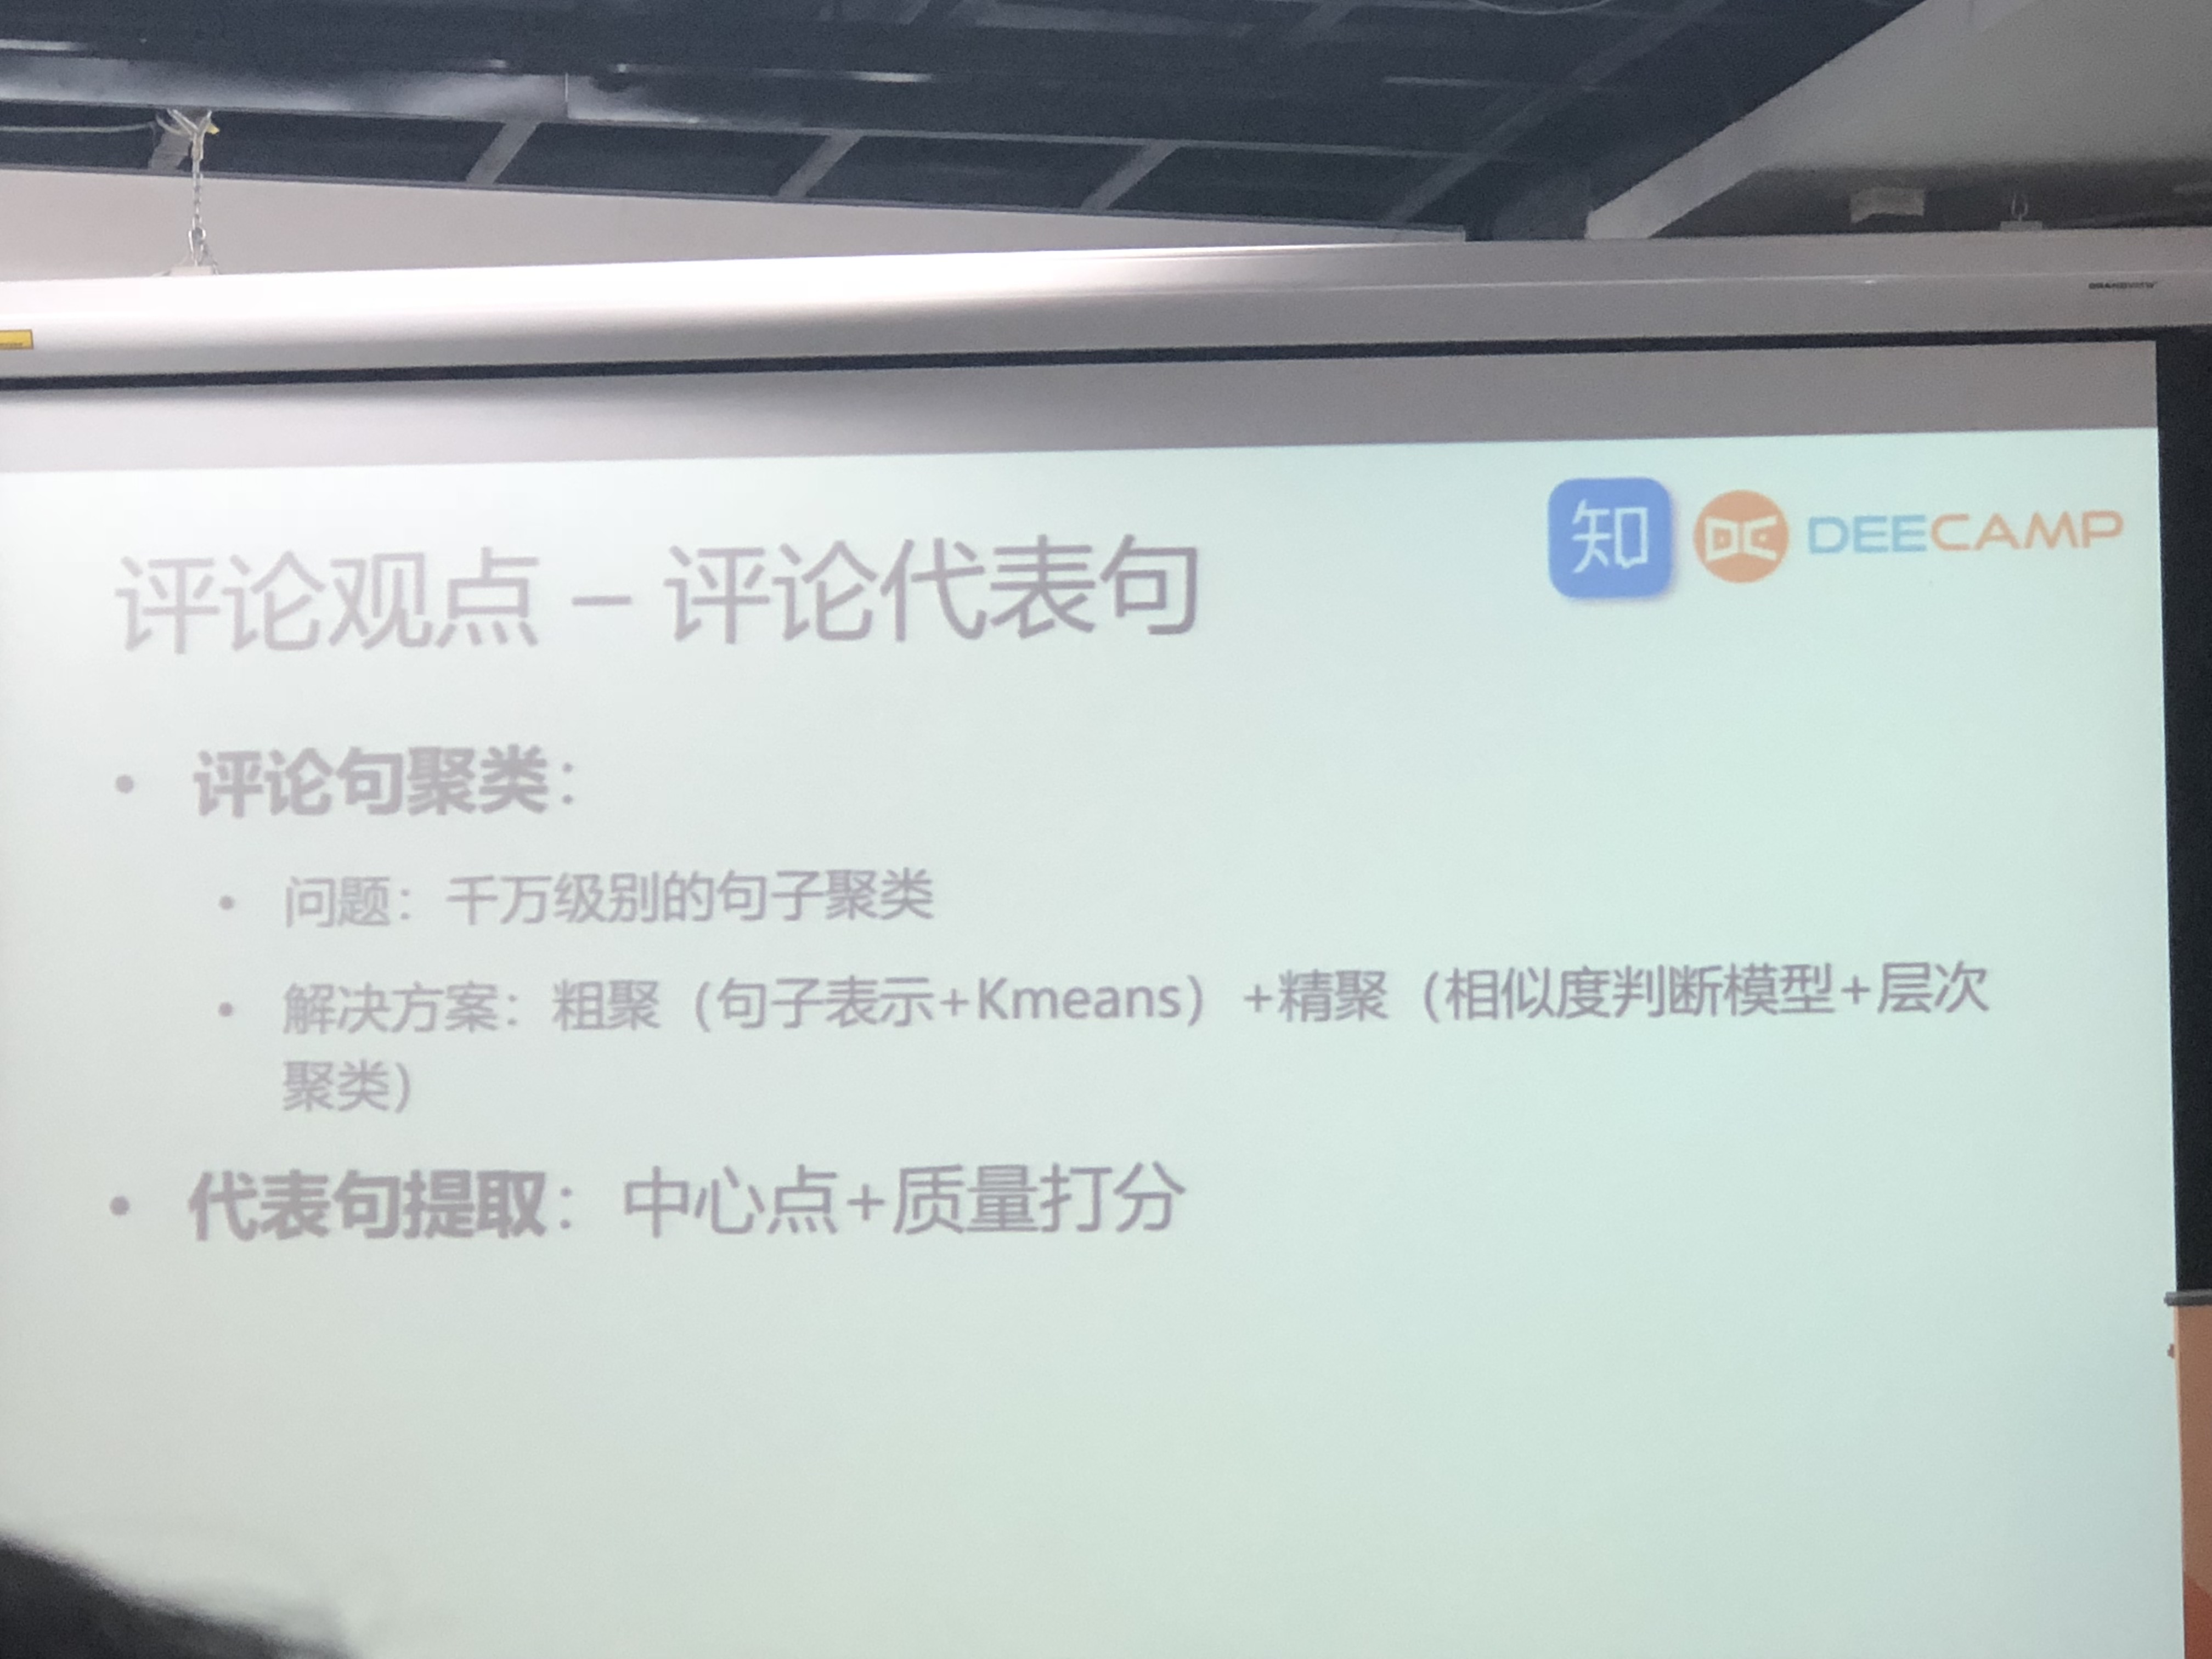 知 DEECAMP
评论观点 – 评论代表句
• 评论句聚类：
• 问题：千万级别的句子聚类
• 解决方案：粗聚（句子表示+Kmeans）+精聚（相似度判断模型+层次
聚类）
• 代表句提取：中心点+质量打分